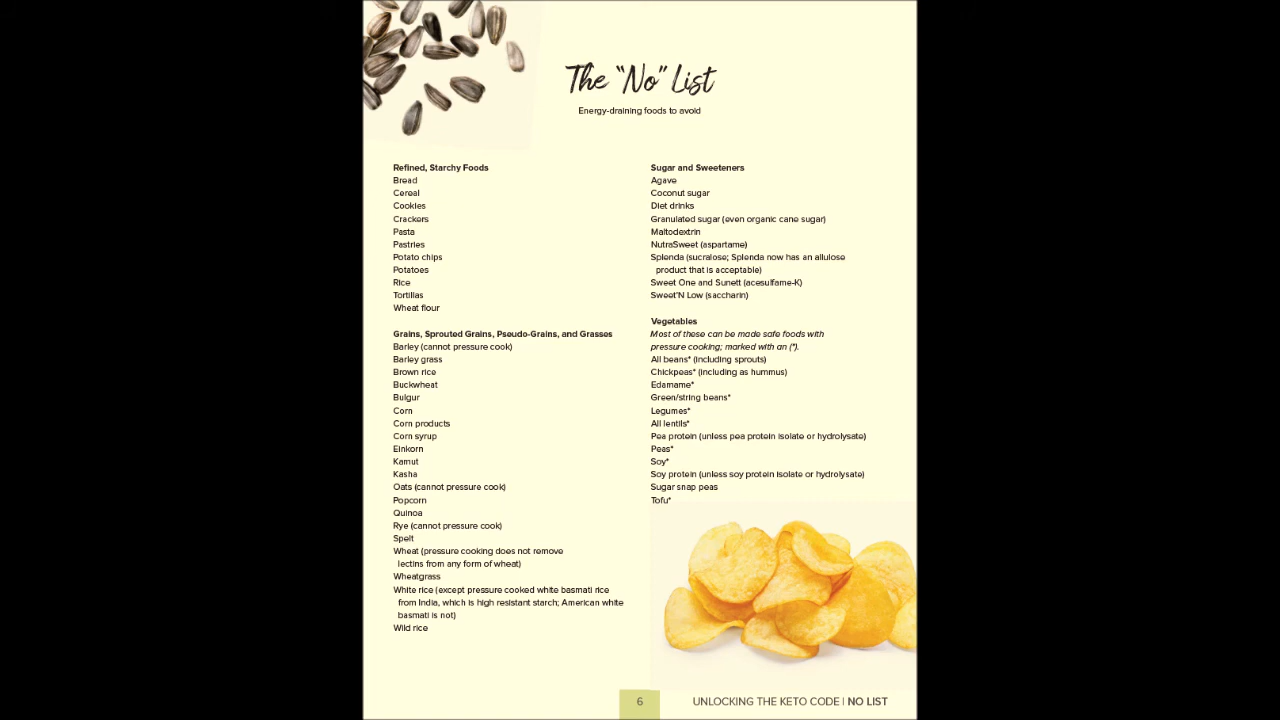 The “No” List
Energy-draining foods to avoid
Refined, Starchy Foods
Bread
Cereal
Cookies
Crackers
Pasta
Pastries
Potato chips
Potatoes
Rice
Tortillas
Wheat flour
Grains, Sprouted Grains, Pseudo-Grains, and Grasses
Barley (cannot pressure cook)
Barley grass
Brown rice
Buckwheat
Bulgur
Corn
Corn products
Corn syrup
Einkorn
Kamut
Kasha
Oats (cannot pressure cook)
Popcorn
Quinoa
Rye (cannot pressure cook)
Spelt
Wheat (pressure cooking does not remove
lectins from any form of wheat)
Wheatgrass
White rice (except pressure cooked white basmati rice
from India, which is high resistant starch; American white
basmati is not)
Wild rice
Sugar and Sweeteners
Agave
Coconut sugar
Diet drinks
Granulated sugar (even organic cane sugar)
Maltodextrin
NutraSweet (aspartame)
Splenda (sucralose; Splenda now has an allulose
product that is acceptable)
Sweet One and Sunett (acesulfame-K)
Sweet'N Low (saccharin)
Vegetables
Most of these can be made safe foods with
pressure cooking; marked with an (*).
All beans* (including sprouts)
Chickpeas* (including as hummus)
Edamame*
Green/string beans*
Legumes*
All lentils*
Pea protein (unless pea protein isolate or hydrolysate)
Peas*
Soy*
Soy protein (unless soy protein isolate or hydrolysate)
Sugar snap peas
Tofu*
6
UNLOCKING THE KETO CODE | NO LIST